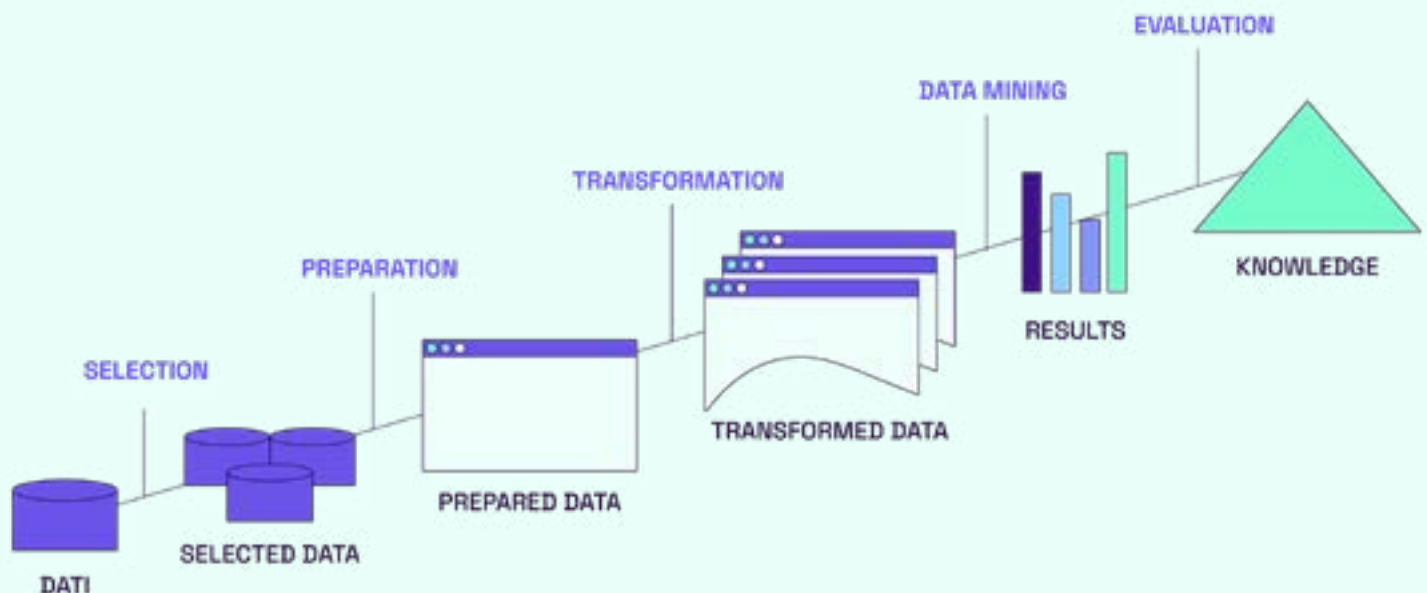 EVALUATION
DATA MINING
TRANSFORMATION
PREPARATION
SELECTION
KNOWLEDGE
RESULTS
TRANSFORMED DATA
PREPARED DATA
SELECTED DATA
DATI